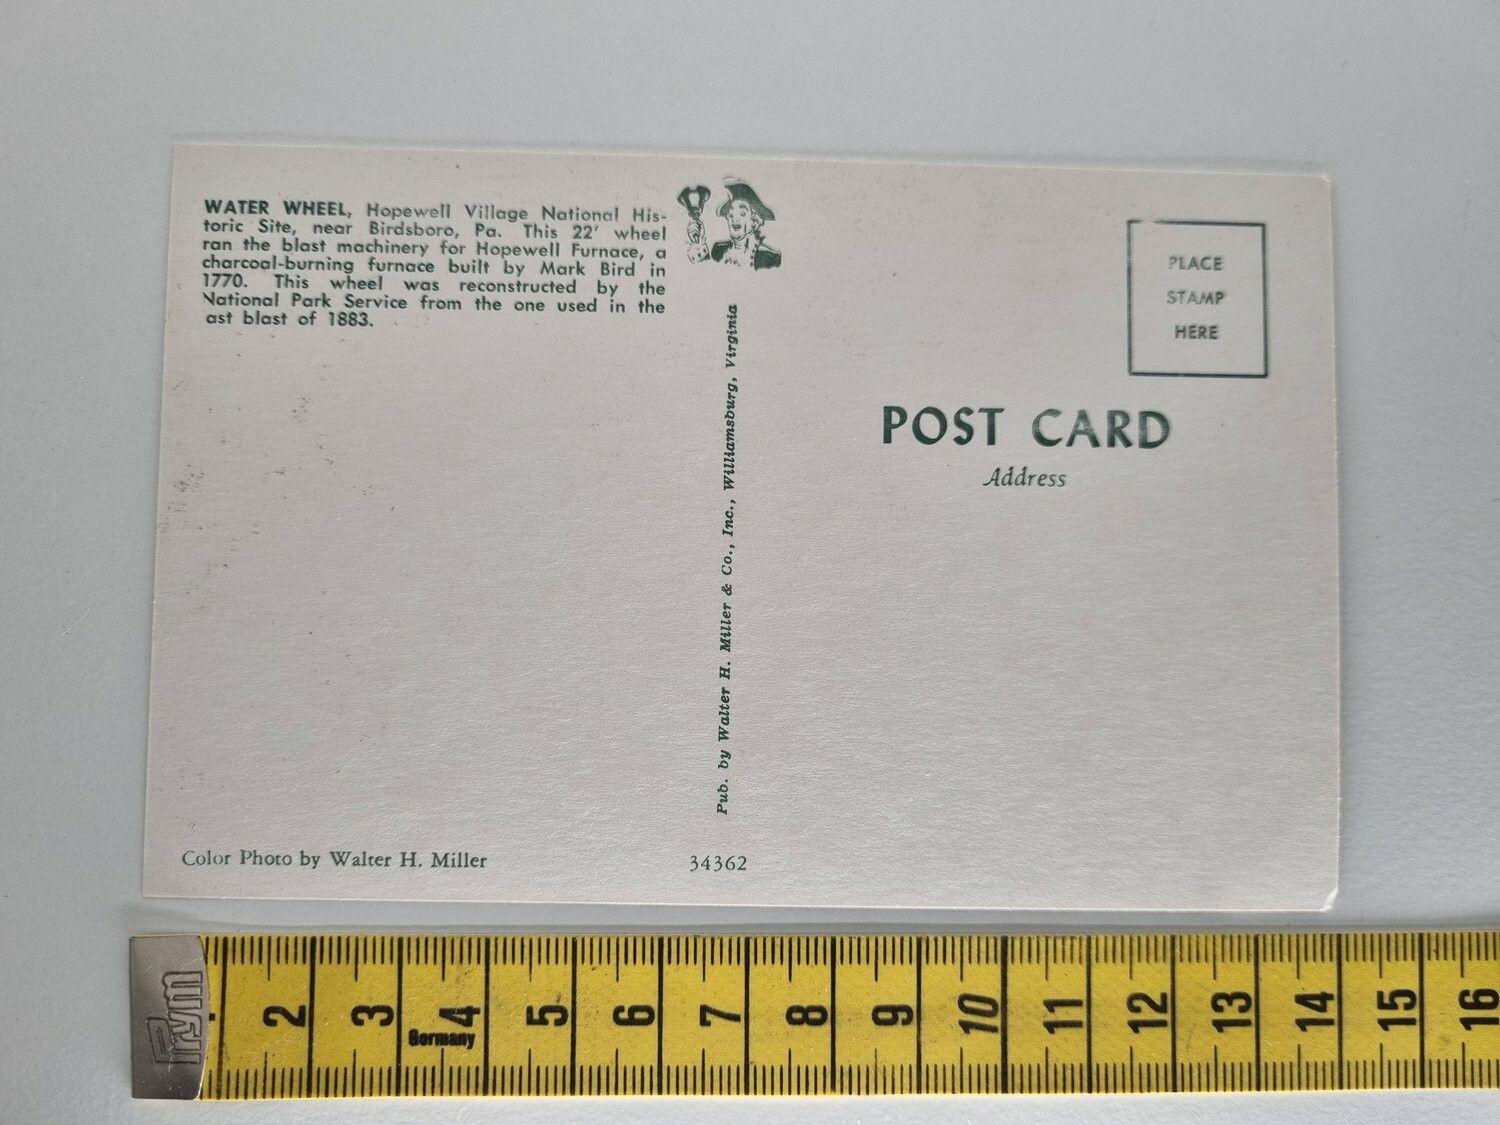 WATER WHEEL, Hopewell Village National His-
toric Site, near Birdsboro, Pa. This 22' wheel
ran the blast machinery for Hopewell Furnace, a
charcoal-burning furnace built by Mark Bird in
1770. This wheel was reconstructed by the
National Park Service from the one used in the
ast blast of 1883.
Pub. by Walter H. Miller & Co., Inc., Williamsburg, Virginia
PLACE
STAMP
HERE
POST CARD
Address
Color Photo by Walter H. Miller
34362
Prym
1 2 3 4 5 6 7 8 9 10 11 12 13 14 15 16
Germany